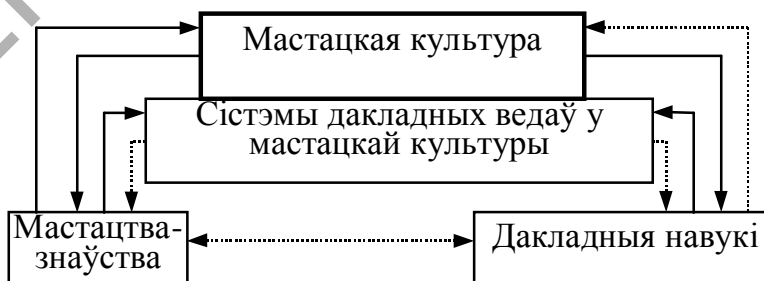 Мастацкая культура
Сістэмы дакладных ведаў у
мастацкай культуры
Мастацтва-
знаўства
Дакладныя навукі